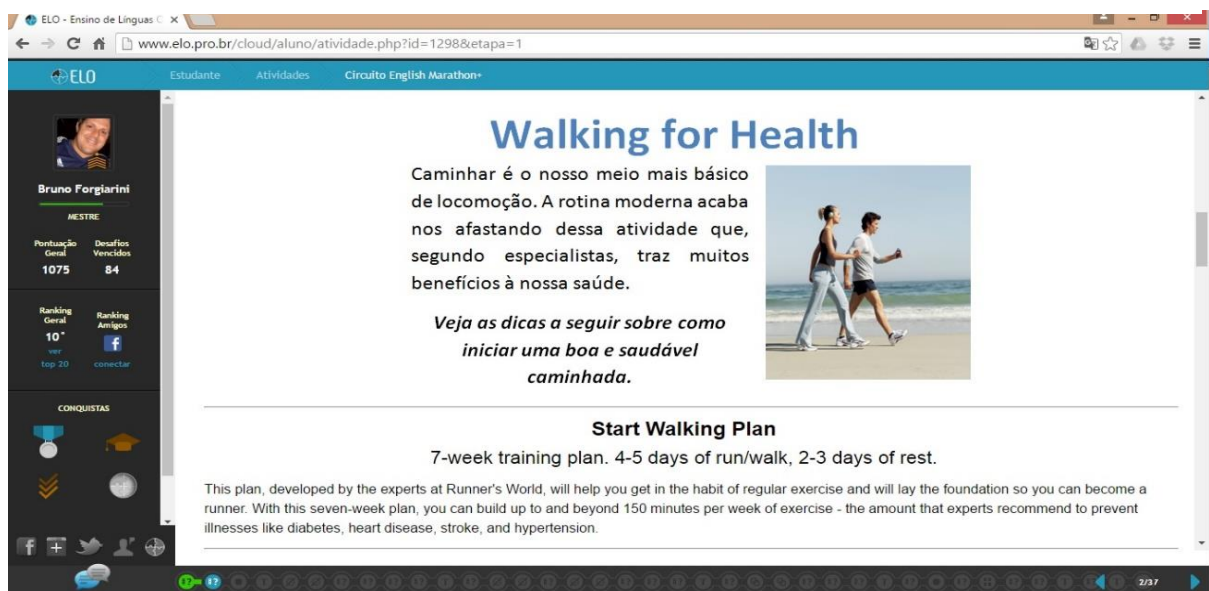 ELO - Ensino de Línguas C
www.elo.pro.br/cloud/aluno/atividade.php?id=1298&etapa=1
ELO Estudante Atividades Circuito English Marathon+
Bruno Forgiarini
MESTRE
Pontuação Geral
1075
Desafios Vencidos
84
Ranking Geral
10°
ver
top 20
Ranking Amigos
conectar
CONQUISTAS
Walking for Health
Caminhar é o nosso meio mais básico
de locomoção. A rotina moderna acaba
nos afastando dessa atividade que,
segundo especialistas, traz muitos
benefícios à nossa saúde.
Veja as dicas a seguir sobre como
iniciar uma boa e saudável
caminhada.
Start Walking Plan
7-week training plan. 4-5 days of run/walk, 2-3 days of rest.
This plan, developed by the experts at Runner's World, will help you get in the habit of regular exercise and will lay the foundation so you can become a
runner. With this seven-week plan, you can build up to and beyond 150 minutes per week of exercise - the amount that experts recommend to prevent
illnesses like diabetes, heart disease, stroke, and hypertension.
2/37